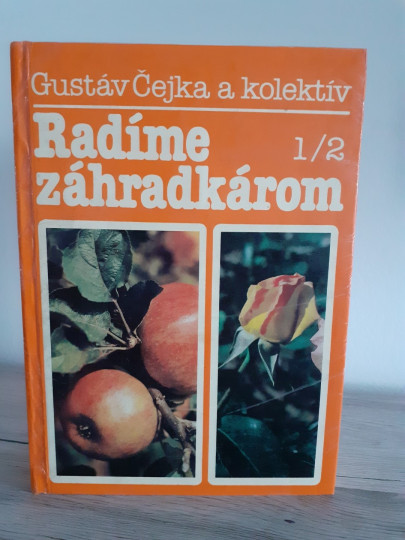 Gustáv Čejka a kolektív
Radíme 1/2
záhradkárom